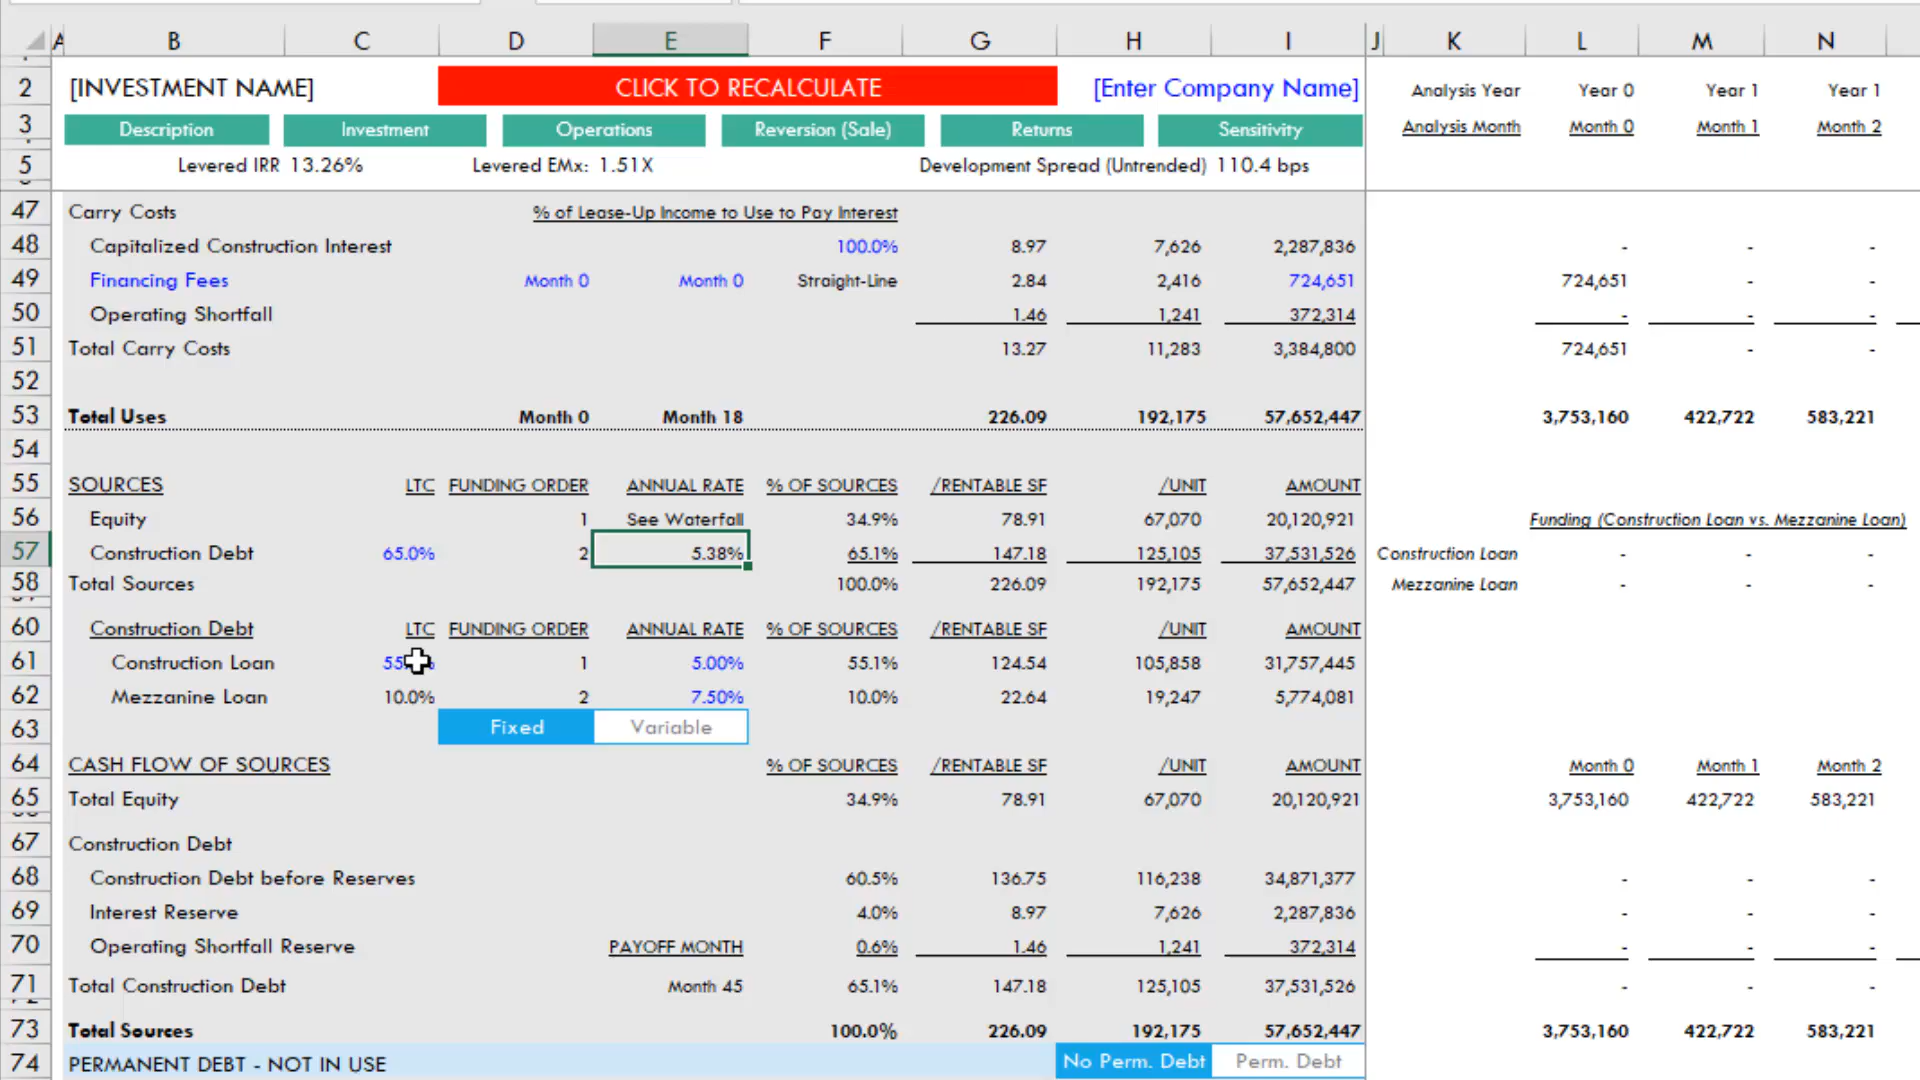 A B C D E F G H I J K L M N
2 [INVESTMENT NAME] CLICK TO RECALCULATE [Enter Company Name] Analysis Year Year 0 Year 1 Year 1
3 Description Investment Operations Reversion (Sale) Returns Sensitivity Analysis Month Month 0 Month 1 Month 2
5 Levered IRR 13.26% Levered EMx: 1.51X Development Spread (Untrended) 110.4 bps
47 Carry Costs % of Lease-Up Income to Use to Pay Interest
48 Capitalized Construction Interest 100.0% 8.97 7,626 2,287,836 - - -
49 Financing Fees Month 0 Month 0 Straight-Line 2.84 2,416 724,651 724,651 - -
50 Operating Shortfall 1.46 1,241 372,314 - - -
51 Total Carry Costs 13.27 11,283 3,384,800 724,651 - -
52
53 Total Uses Month 0 Month 18 226.09 192,175 57,652,447 3,753,160 422,722 583,221
54
55 SOURCES LTC FUNDING ORDER ANNUAL RATE % OF SOURCES /RENTABLE SF /UNIT AMOUNT
56 Equity 1 See Waterfall 34.9% 78.91 67,070 20,120,921 Funding (Construction Loan vs. Mezzanine Loan)
57 Construction Debt 65.0% 2 5.38% 65.1% 147.18 125,105 37,531,526 Construction Loan - - -
58 Total Sources 100.0% 226.09 192,175 57,652,447 Mezzanine Loan - - -
60 Construction Debt LTC FUNDING ORDER ANNUAL RATE % OF SOURCES /RENTABLE SF /UNIT AMOUNT
61 Construction Loan 1 5.00% 55.1% 124.54 105,858 31,757,445
62 Mezzanine Loan 10.0% 2 7.50% 10.0% 22.64 19,247 5,774,081
63 Fixed Variable
64 CASH FLOW OF SOURCES % OF SOURCES /RENTABLE SF /UNIT AMOUNT Month 0 Month 1 Month 2
65 Total Equity 34.9% 78.91 67,070 20,120,921 3,753,160 422,722 583,221
67 Construction Debt
68 Construction Debt before Reserves 60.5% 136.75 116,238 34,871,377 - - -
69 Interest Reserve 4.0% 8.97 7,626 2,287,836 - - -
70 Operating Shortfall Reserve PAYOFF MONTH 0.6% 1.46 1,241 372,314 - - -
71 Total Construction Debt Month 45 65.1% 147.18 125,105 37,531,526 - - -
73 Total Sources 100.0% 226.09 192,175 57,652,447 3,753,160 422,722 583,221
74 PERMANENT DEBT - NOT IN USE No Perm. Debt Perm. Debt